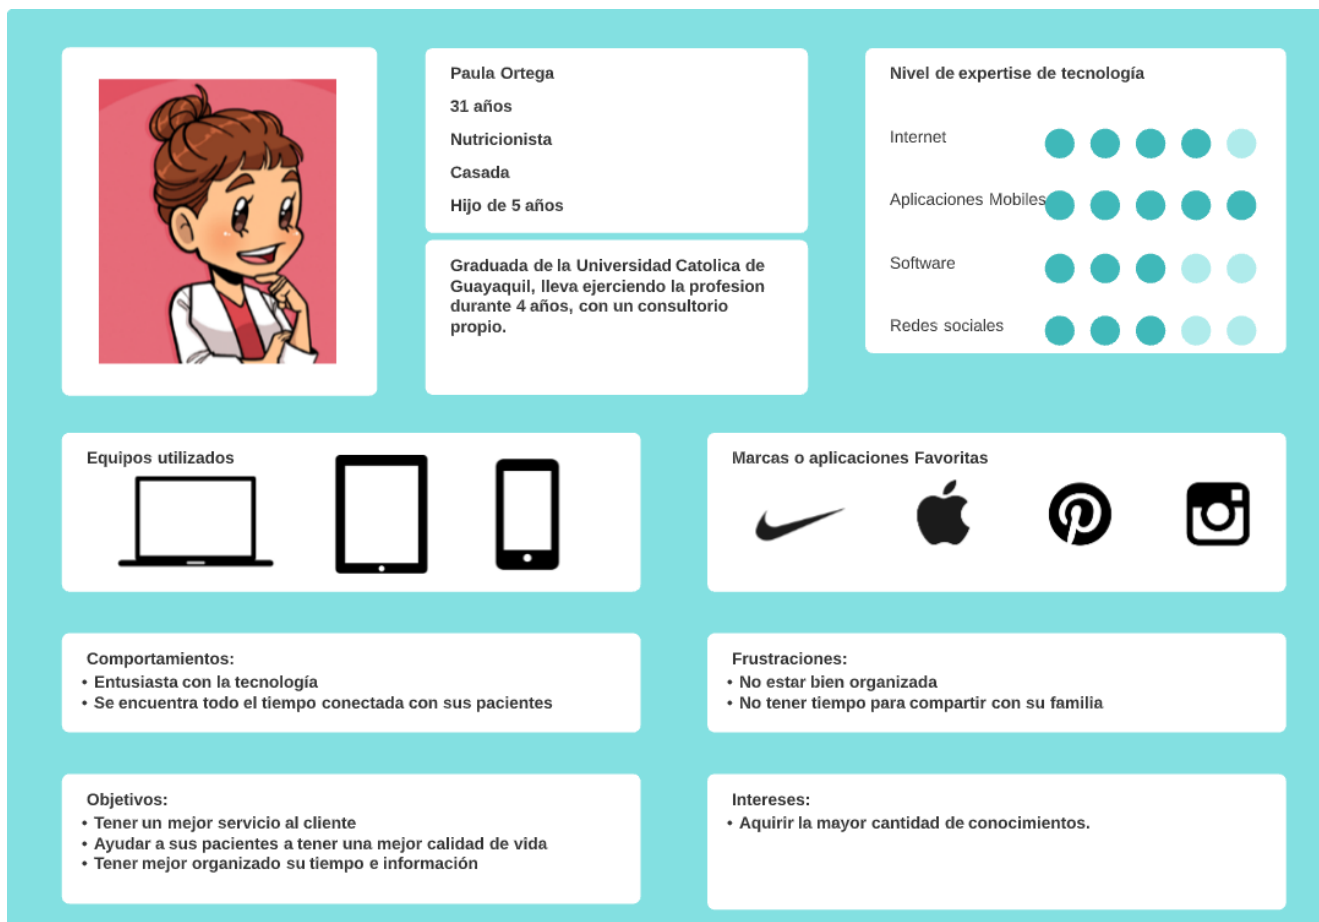 Paula Ortega
31 años
Nutricionista
Casada
Hijo de 5 años
Graduada de la Universidad Catolica de
Guayaquil, lleva ejerciendo la profesion
durante 4 años, con un consultorio
propio.
Nivel de expertise de tecnología
Internet
Aplicaciones Mobiles
Software
Redes sociales
Equipos utilizados
Marcas o aplicaciones Favoritas
Comportamientos:
• Entusiasta con la tecnología
• Se encuentra todo el tiempo conectada con sus pacientes
Frustraciones:
• No estar bien organizada
• No tener tiempo para compartir con su familia
Objetivos:
• Tener un mejor servicio al cliente
• Ayudar a sus pacientes a tener una mejor calidad de vida
• Tener mejor organizado su tiempo e información
Intereses:
• Aquirir la mayor cantidad de conocimientos.